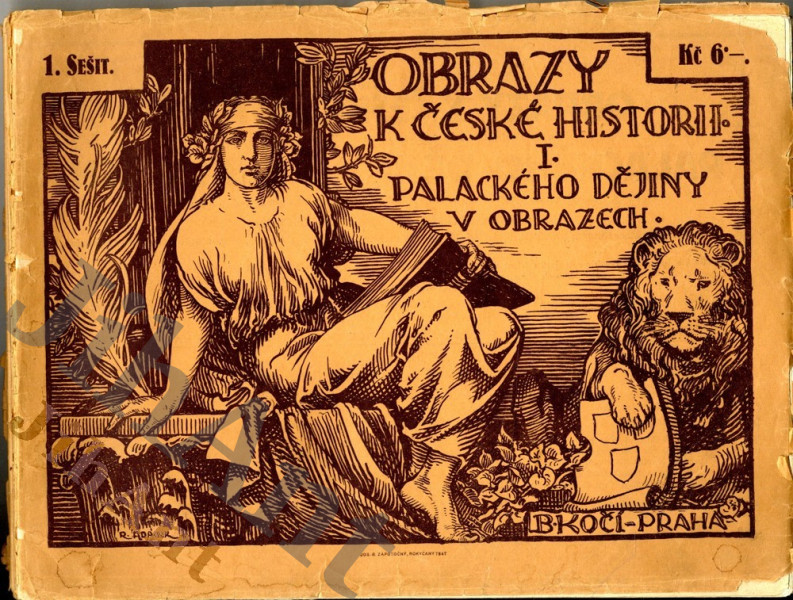 1. SEŠIT.
Kč 6·–.
OBRAZY
K ČESKÉ HISTORII.
I.
PALACKÉHO DĚJINY
V OBRAZECH.
B. KOČÍ–PRAHA